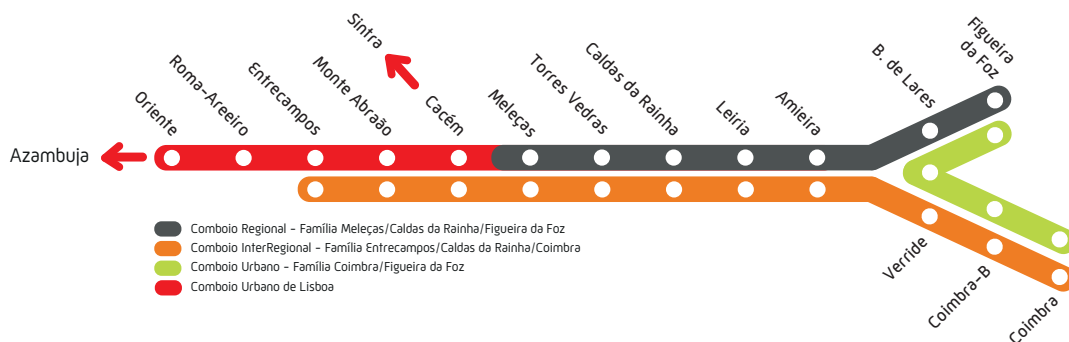 Azambuja
Oriente
Roma-Areeiro
Entrecampos
Monte Abraão
Sintra
Cacém
Meleças
Torres Vedras
Caldas da Rainha
Leiria
Amieira
B. de Lares
Figueira
da Foz
Verride
Coimbra-B
Coimbra
Comboio Regional - Família Meleças/Caldas da Rainha/Figueira da Foz
Comboio InterRegional - Família Entrecampos/Caldas da Rainha/Coimbra
Comboio Urbano - Família Coimbra/Figueira da Foz
Comboio Urbano de Lisboa